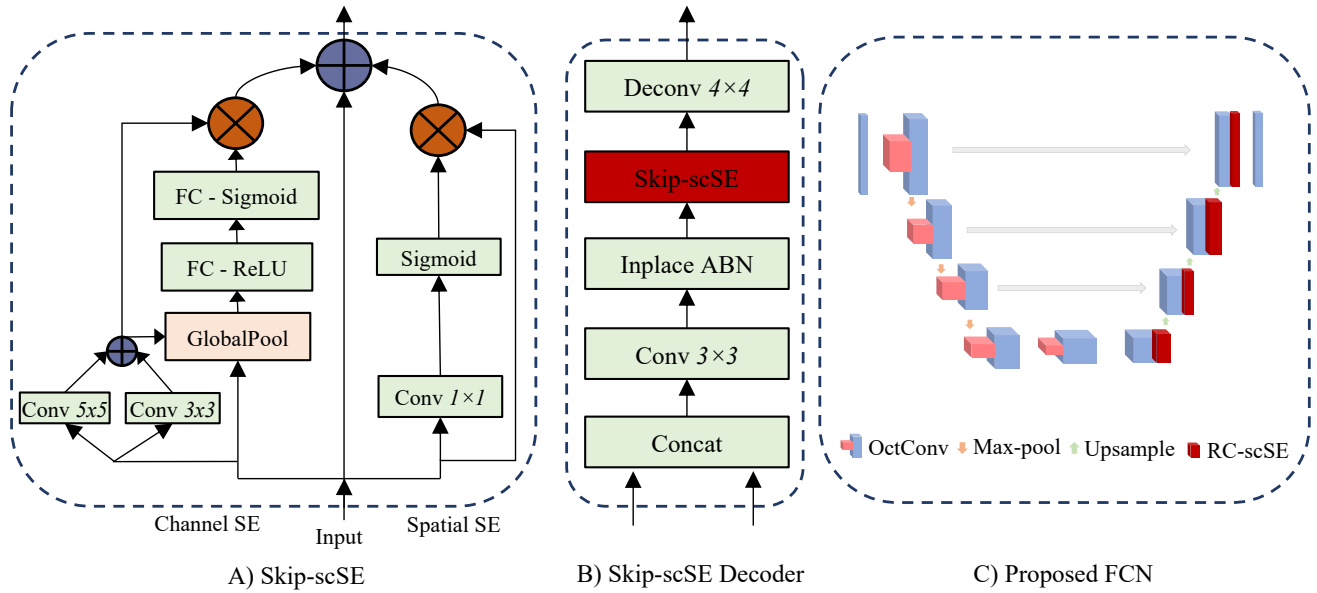 FC - Sigmoid
FC - ReLU
GlobalPool
Conv 5x5
Conv 3x3
Sigmoid
Conv 1×1
Channel SE
Input
Spatial SE
A) Skip-scSE
Deconv 4×4
Skip-scSE
Inplace ABN
Conv 3×3
Concat
B) Skip-scSE Decoder
OctConv
Max-pool
Upsample
RC-scSE
C) Proposed FCN